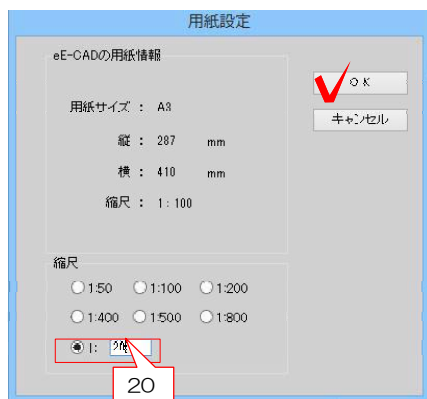 用紙設定
eE-CADの用紙情報
用紙サイズ : A3
縦 : 287 mm
横 : 410 mm
縮尺 : 1:100
OK
キャンセル
縮尺
1:50 1:100 1:200
1:400 1:500 1:800
1:
20